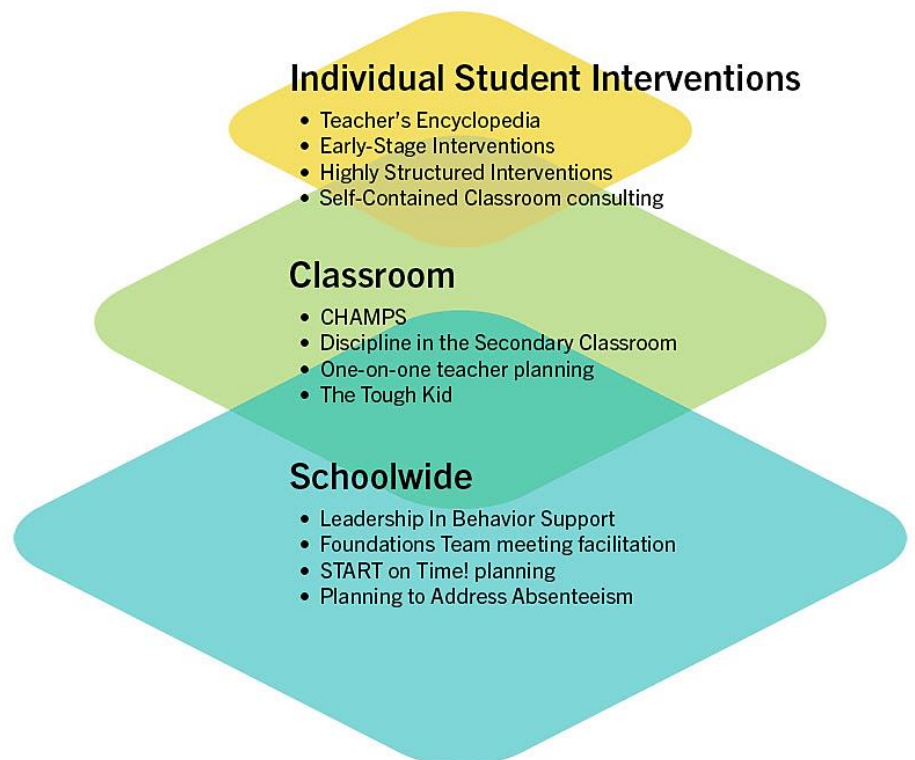 Individual Student Interventions
• Teacher's Encyclopedia
• Early-Stage Interventions
• Highly Structured Interventions
• Self-Contained Classroom consulting
Classroom
• CHAMPS
• Discipline in the Secondary Classroom
• One-on-one teacher planning
• The Tough Kid
Schoolwide
• Leadership In Behavior Support
• Foundations Team meeting facilitation
• START on Time! planning
• Planning to Address Absenteeism